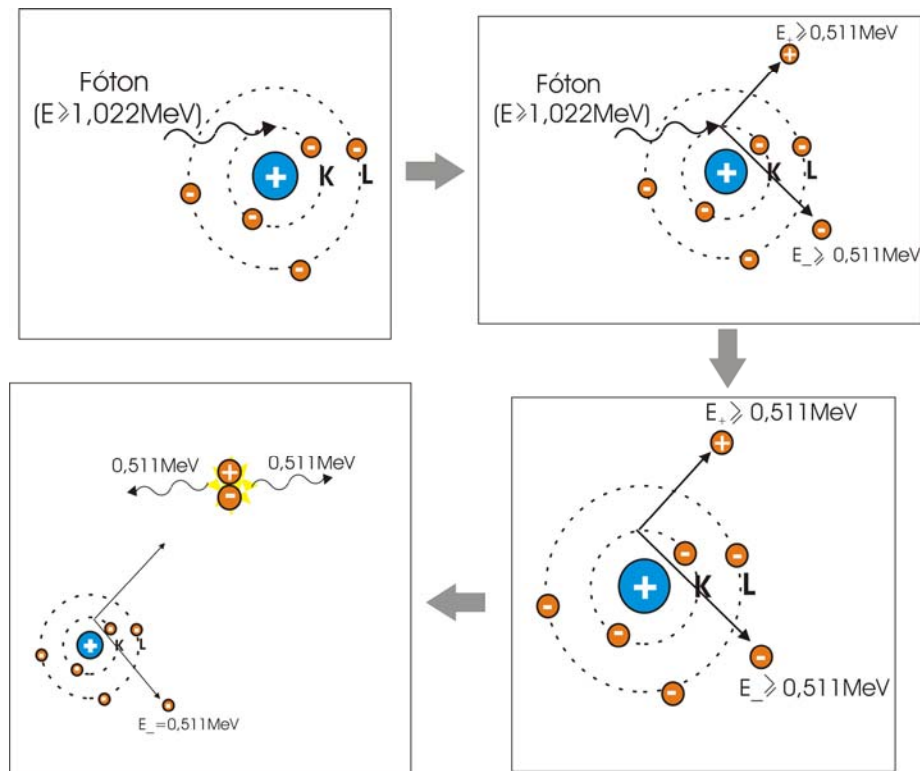 Fóton
(E⩾1,022MeV)
+
-
-
-
-
-
K
L
E₊⩾0,511MeV
+
Fóton
(E⩾1,022MeV)
+
-
-
-
-
-
K
L
-
E_⩾ 0,511MeV
E₊⩾ 0,511MeV
+
+
-
-
-
-
-
K
L
-
E_⩾ 0,511MeV
0,511MeV
0,511MeV
+
-
+
K
L
E_=0,511MeV